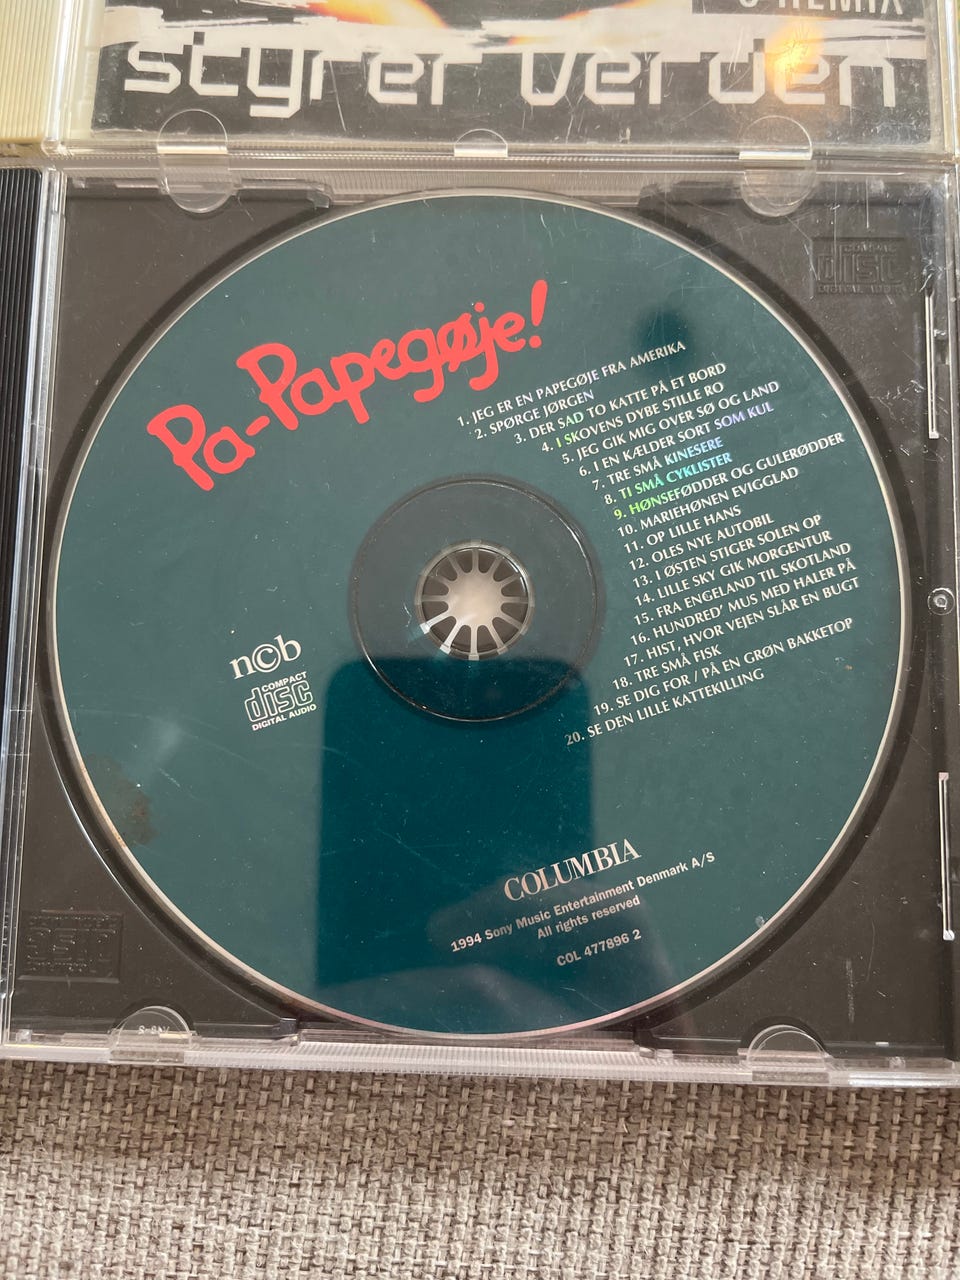 REMIX
styrer verden
COMPACT
disc
DIGITAL AUDIO
Pa-Papegøje!
1. JEG ER EN PAPEGØJE FRA AMERIKA
2. SPØRGE JØRGEN
3. DER SAD TO KATTE PÅ ET BORD
4. I SKOVENS DYBE STILLE RO
5. JEG GIK MIG OVER SØ OG LAND
6. I EN KÆLDER SORT SOM KUL
7. TRE SMÅ KINESERE
8. TI SMÅ CYKLISTER
9. HØNSEFØDDER OG GULERØDDER
10. MARIEHØNEN EVIGGLAD
11. OP LILLE HANS
12. OLES NYE AUTOBIL
13. I ØSTEN STIGER SOLEN OP
14. LILLE SKY GIK MORGENTUR
15. FRA ENGELAND TIL SKOTLAND
16. HUNDRED' MUS MED HALER PÅ
17. HIST, HVOR VEJEN SLÅR EN BUGT
18. TRE SMÅ FISK
19. SE DIG FOR / PÅ EN GRØN BAKKETOP
20. SE DEN LILLE KATTEKILLING
ncb
COMPACT
disc
DIGITAL AUDIO
COLUMBIA
1994 Sony Music Entertainment Denmark A/S
All rights reserved
COL 477896 2